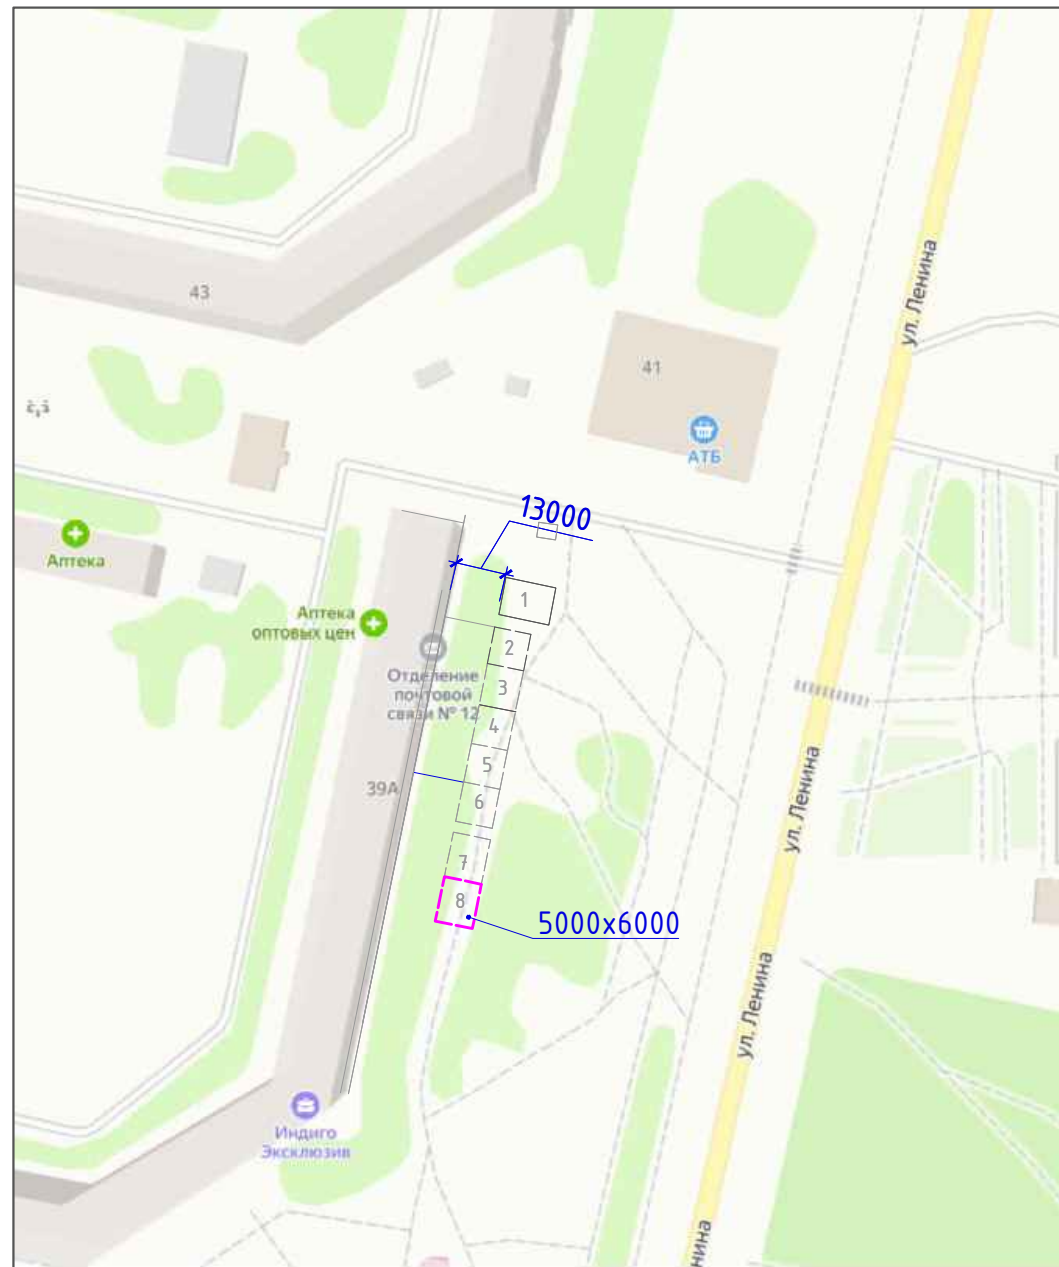 ул. Ленина
43
41
АТБ
13000
Аптека
Аптека
оптовых цен
1
2
Отделение
почтовой
связи № 12
3
4
5
39А
6
ул. Ленина
7
8
5000x6000
ул. Ленина
Индиго
Эксклюзив
нина